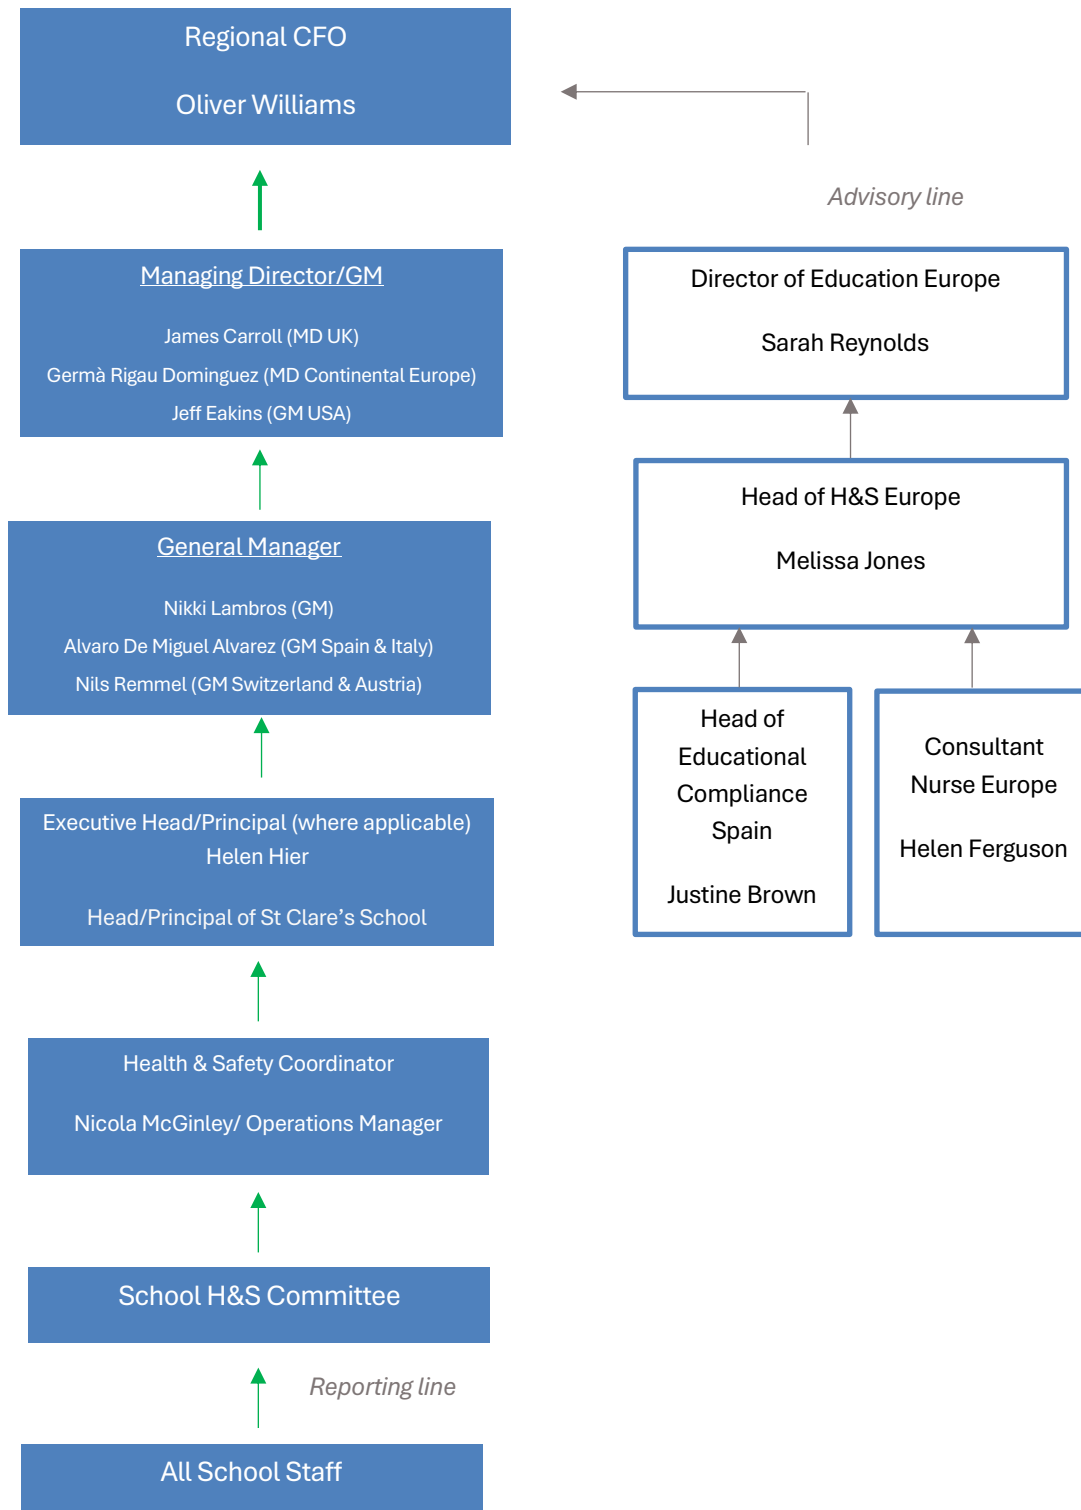 Regional CFO
Oliver Williams
Advisory line
Managing Director/GM
James Carroll (MD UK)
Germà Rigau Dominguez (MD Continental Europe)
Jeff Eakins (GM USA)
Director of Education Europe
Sarah Reynolds
Head of H&S Europe
Melissa Jones
General Manager
Nikki Lambros (GM)
Alvaro De Miguel Alvarez (GM Spain & Italy)
Nils Remmel (GM Switzerland & Austria)
Head of
Educational
Compliance
Spain
Justine Brown
Consultant
Nurse Europe
Helen Ferguson
Executive Head/Principal (where applicable)
Helen Hier
Head/Principal of St Clare’s School
Health & Safety Coordinator
Nicola McGinley/ Operations Manager
School H&S Committee
Reporting line
All School Staff